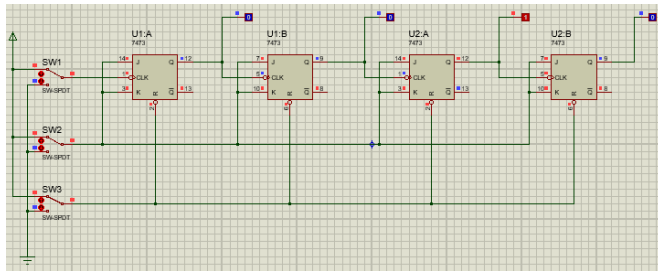 U1:A
7473
14 J Q 12
1 CLK
3 K Q 13
R
2
0
U1:B
7473
7 J Q 9
5 CLK
10 K Q 8
R
6
0
U2:A
7473
14 J Q 12
1 CLK
3 K Q 13
R
2
1
U2:B
7473
7 J Q 9
5 CLK
10 K Q 8
R
6
0
SW1
SW-SPDT
SW2
SW-SPDT
SW3
SW-SPDT